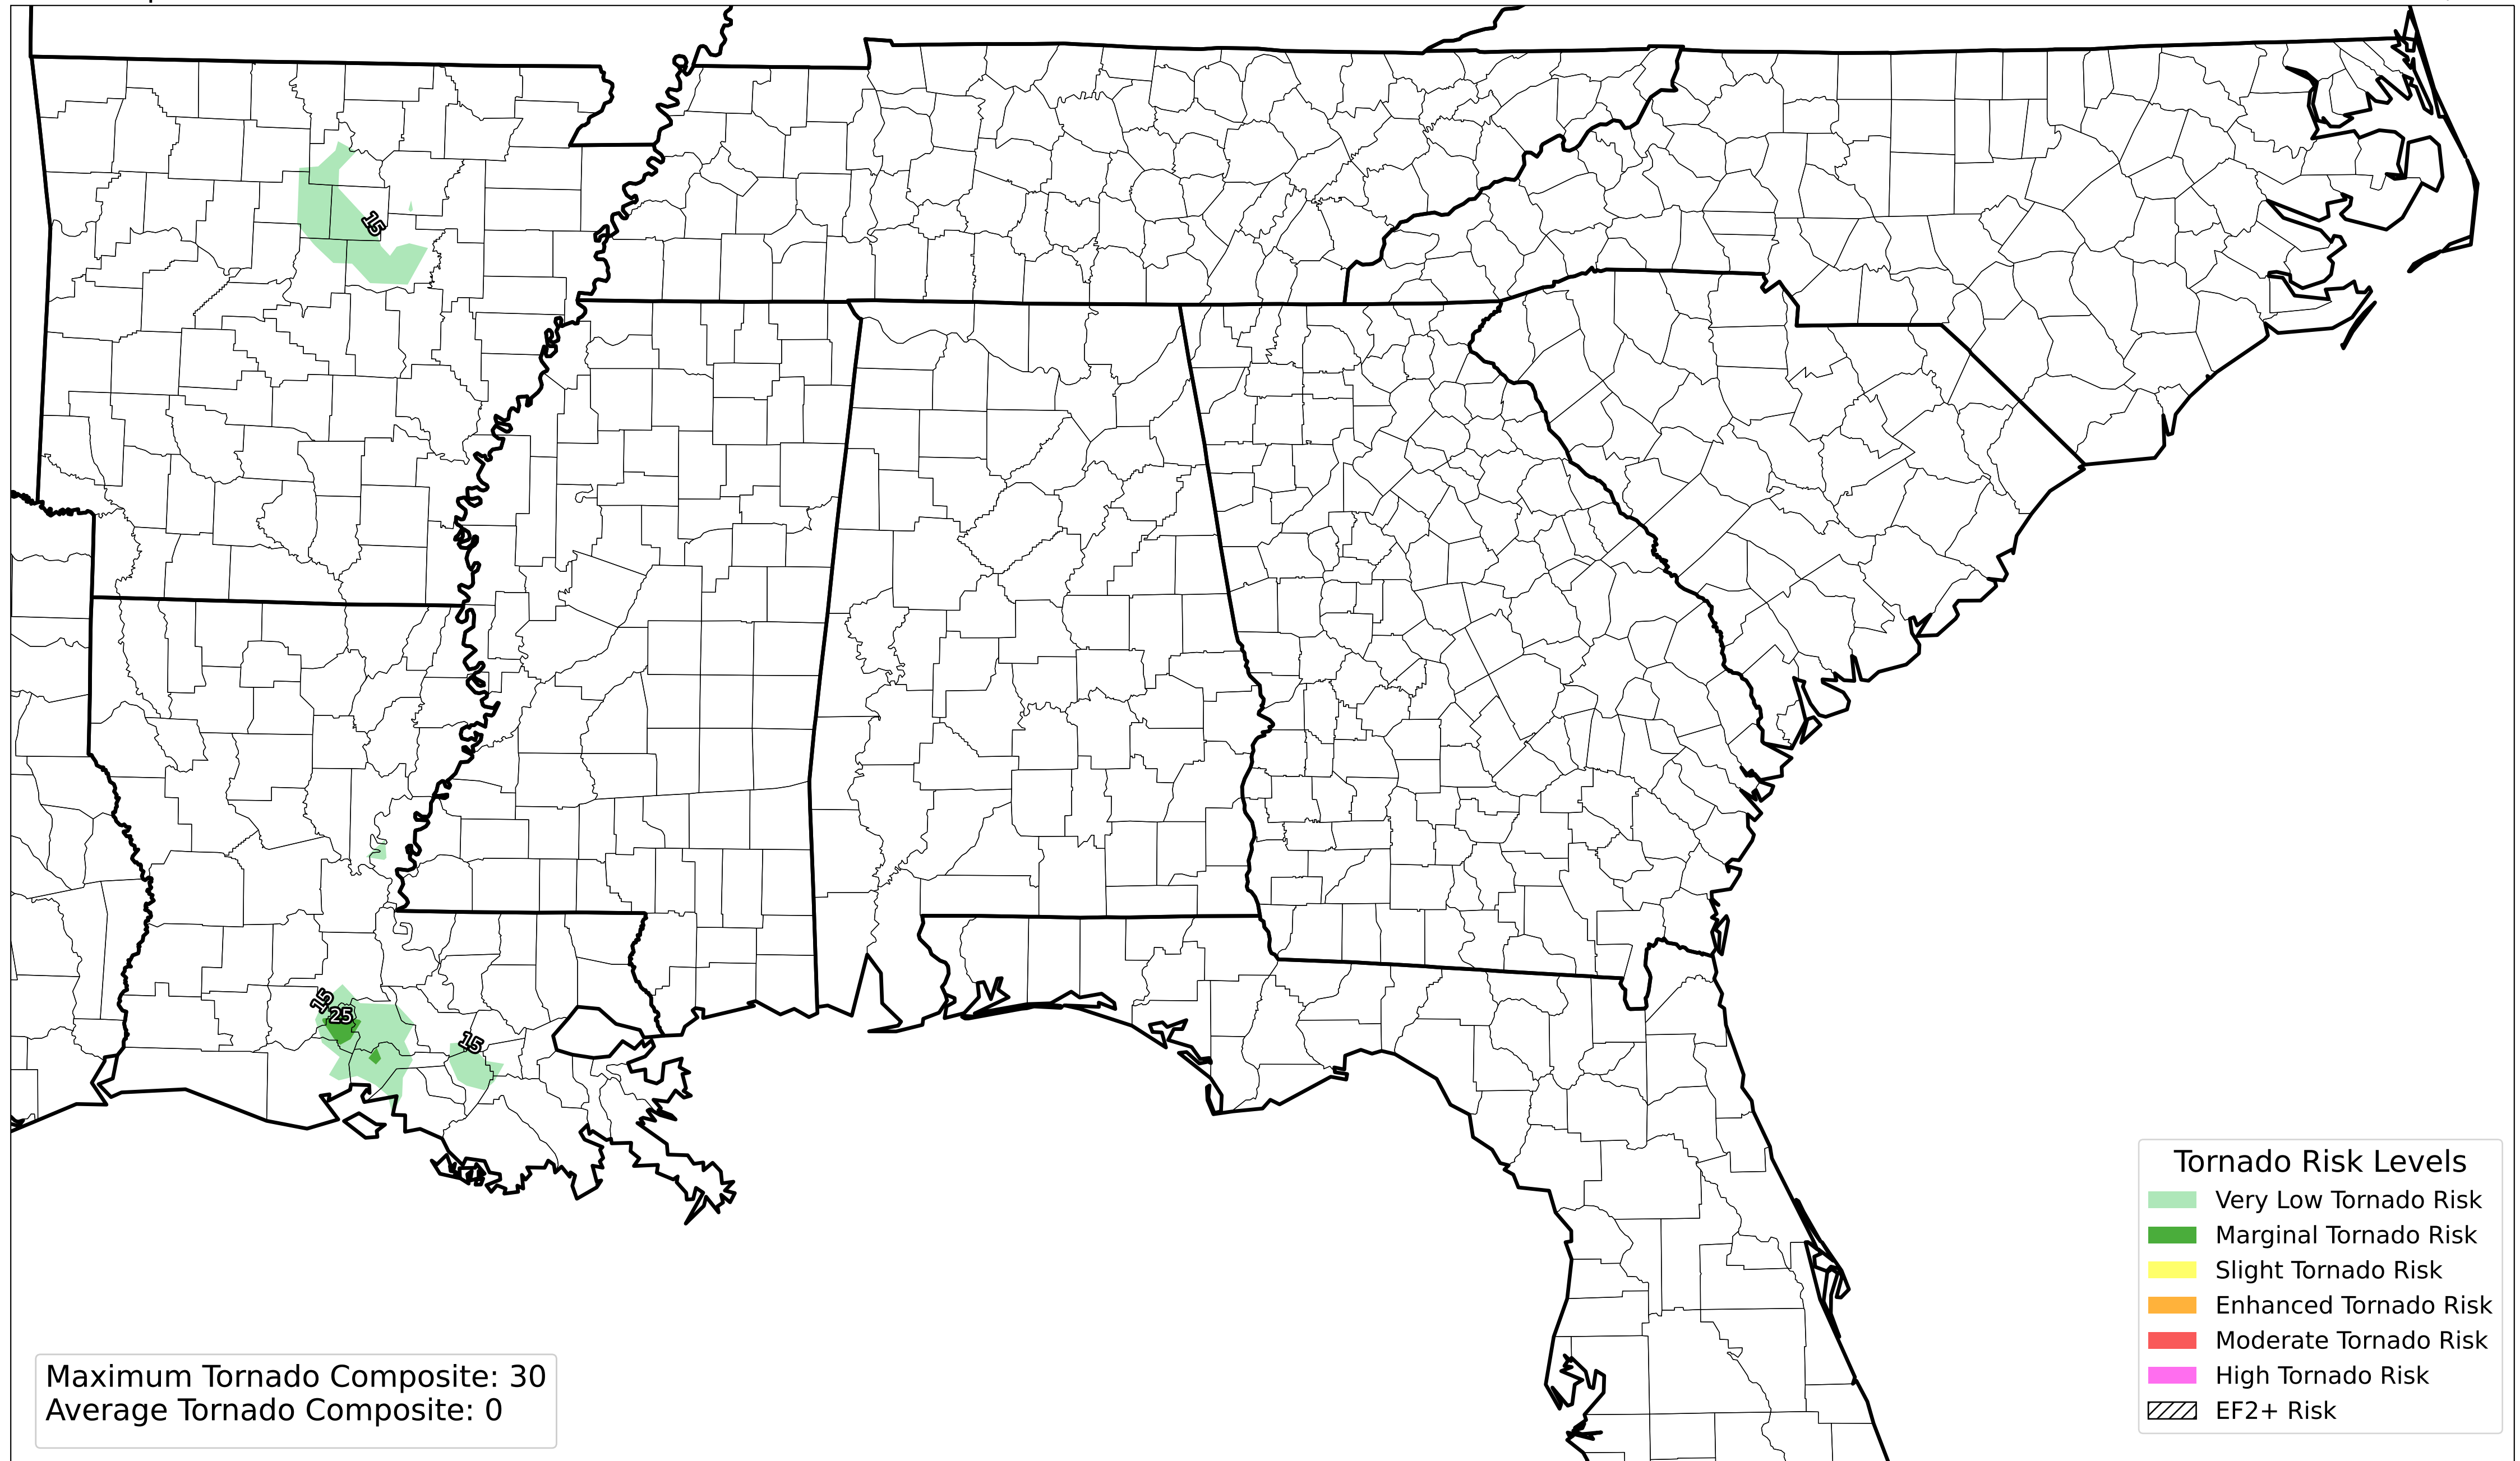 15
15
25
15
Tornado Risk Levels
Very Low Tornado Risk
Marginal Tornado Risk
Slight Tornado Risk
Enhanced Tornado Risk
Moderate Tornado Risk
High Tornado Risk
EF2+ Risk
Maximum Tornado Composite: 30
Average Tornado Composite: 0